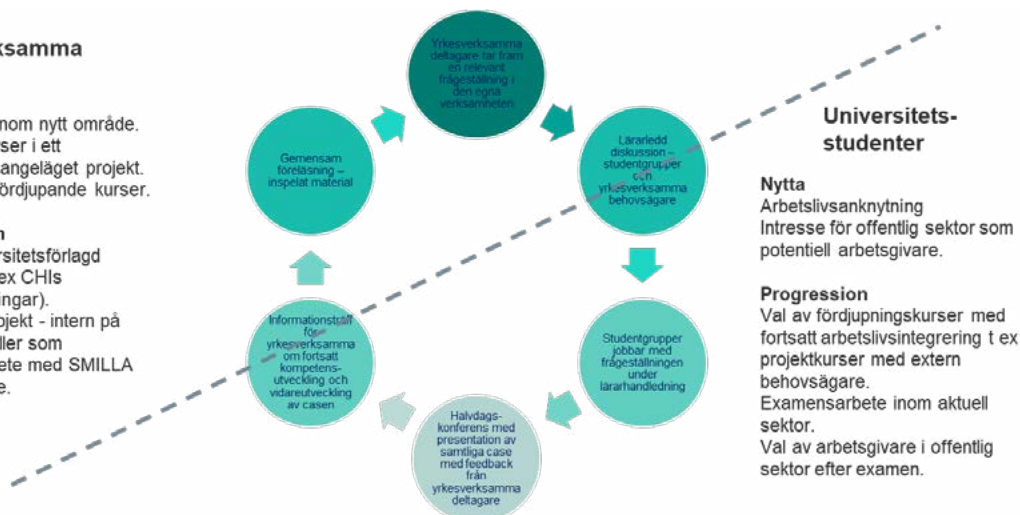 ksamma
nom nytt område.
ser i ett
angeläget projekt.
ördjupande kurser.
n
rsitetsförlagd
ex CHIs
ingar).
ojekt - intern på
ller som
ete med SMILLA
e.
Yrkesverksamma
deltagare tar fram
en relevant
frågeställning i
den egna
verksamheten
Lärarledd
diskussion –
studentgrupper
och
yrkesverksamma
behovsägare
Studentgrupper
jobbar med
frågeställningen
under
lärarhandledning
Halvdags-
konferens med
presentation av
samtliga case
med feedback
från
yrkesverksamma
deltagare
Informationsträff
för
yrkesverksamma
om fortsatt
kompetens-
utveckling och
vidareutveckling
av casen
Gemensam
föreläsning –
inspelat material
Universitets-
studenter
Nytta
Arbetslivsanknytning
Intresse för offentlig sektor som
potentiell arbetsgivare.
Progression
Val av fördjupningskurser med
fortsatt arbetslivsintegrering t ex
projektkurser med extern
behovsägare.
Examensarbete inom aktuell
sektor.
Val av arbetsgivare i offentlig
sektor efter examen.